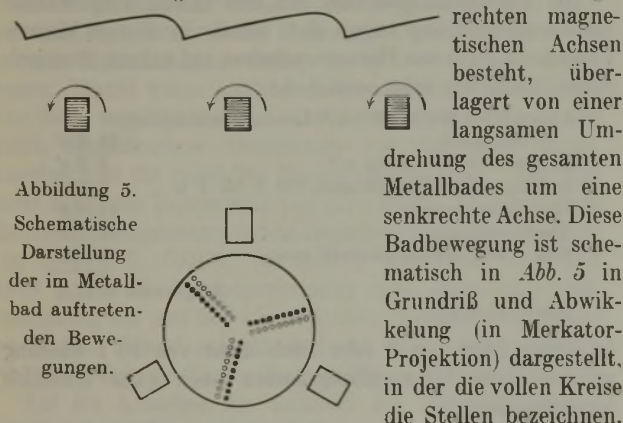 rechten magne-
tischen Achsen
besteht, über-
lagert von einer
langsamen Um-
drehung des gesamten
Metallbades um eine
senkrechte Achse. Diese
Badbewegung ist sche-
matisch in Abb. 5 in
Grundriß und Abwik-
kelung (in Merkator-
Projektion) dargestellt,
in der die vollen Kreise
die Stellen bezeichnen,
Abbildung 5.
Schematische
Darstellung
der im Metall-
bad auftreten-
den Bewe-
gungen.